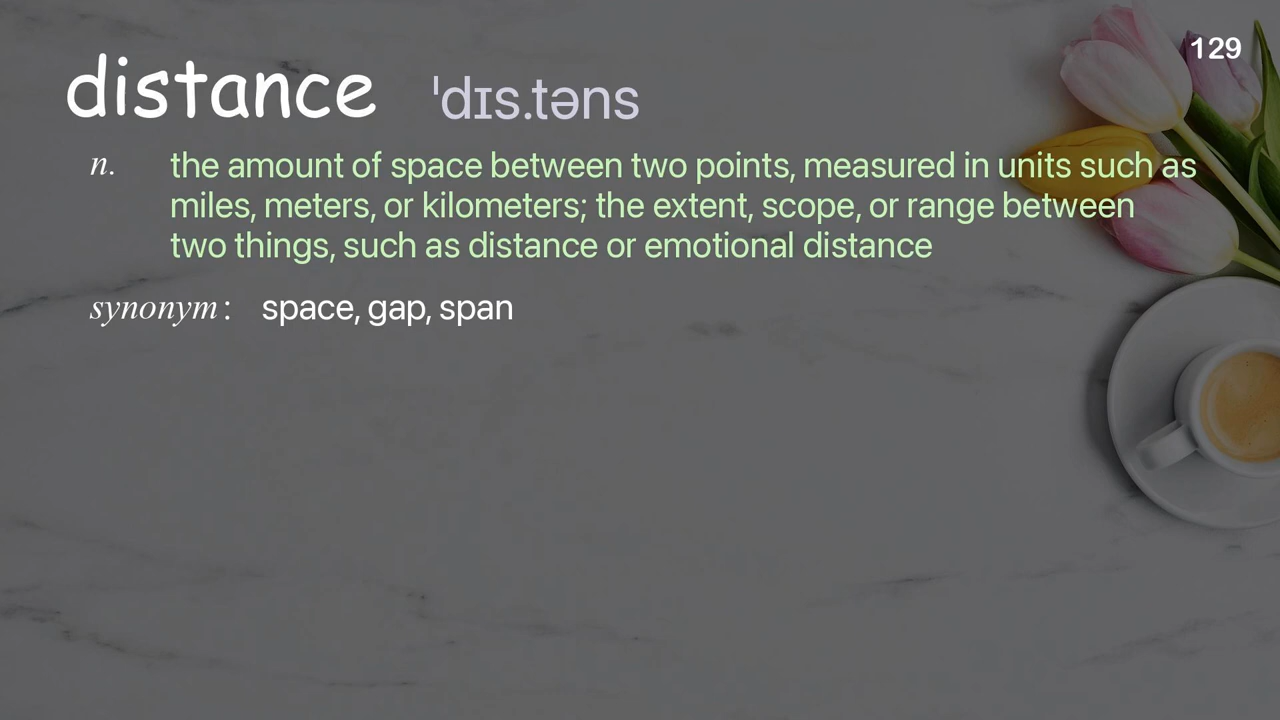 129
distance ˈdɪs.təns
n. the amount of space between two points, measured in units such as
miles, meters, or kilometers; the extent, scope, or range between
two things, such as distance or emotional distance
synonym: space, gap, span